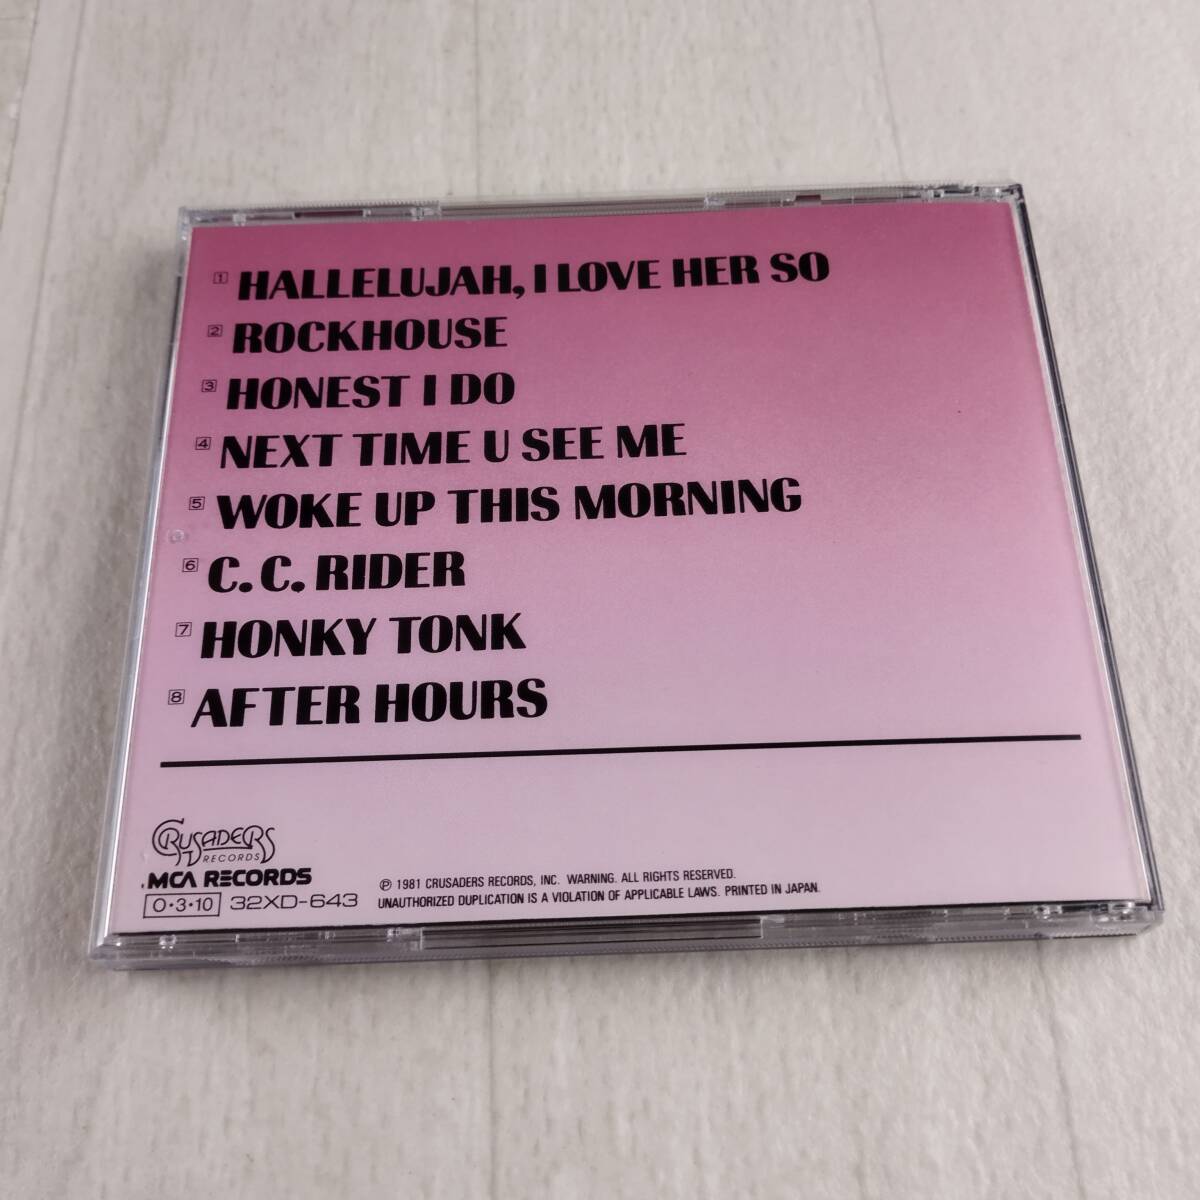 1 HALLELUJAH, I LOVE HER SO
2 ROCKHOUSE
3 HONEST I DO
4 NEXT TIME U SEE ME
5 WOKE UP THIS MORNING
6 C. C. RIDER
7 HONKY TONK
8 AFTER HOURS
CRUSADERS
RECORDS
MCA RECORDS
O・3・10 32XD-643
Ⓟ 1981 CRUSADERS RECORDS, INC. WARNING. ALL RIGHTS RESERVED.
UNAUTHORIZED DUPLICATION IS A VIOLATION OF APPLICABLE LAWS. PRINTED IN JAPAN.